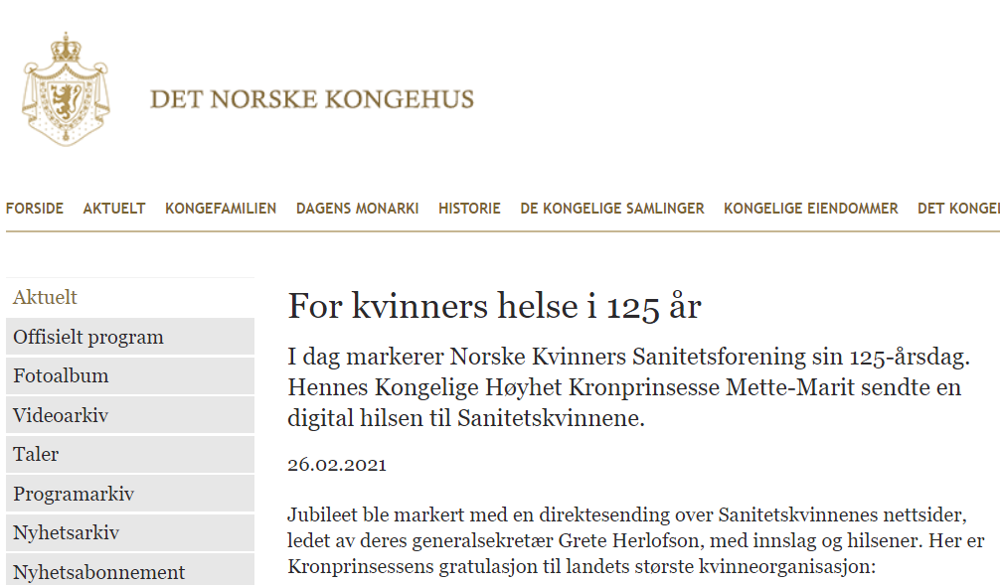 DET NORSKE KONGEHUS
FORSIDE AKTUELT KONGEFAMILIEN DAGENS MONARKI HISTORIE DE KONGELIGE SAMLINGER KONGELIGE EIENDOMMER DET
Aktuelt
Offisielt program
Fotoalbum
Videoarkiv
Taler
Programarkiv
Nyhetsarkiv
Nyhetsabonnement
For kvinners helse i 125 år
I dag markerer Norske Kvinners Sanitetsforening sin 125-årsdag.
Hennes Kongelige Høyhet Kronprinsesse Mette-Marit sendte en
digital hilsen til Sanitetskvinnene.
26.02.2021
Jubileet ble markert med en direktesending over Sanitetskvinnenes nettsider,
ledet av deres generalsekretær Grete Herlofson, med innslag og hilsener. Her er
Kronprinsessens gratulasjon til landets største kvinneorganisasjon: